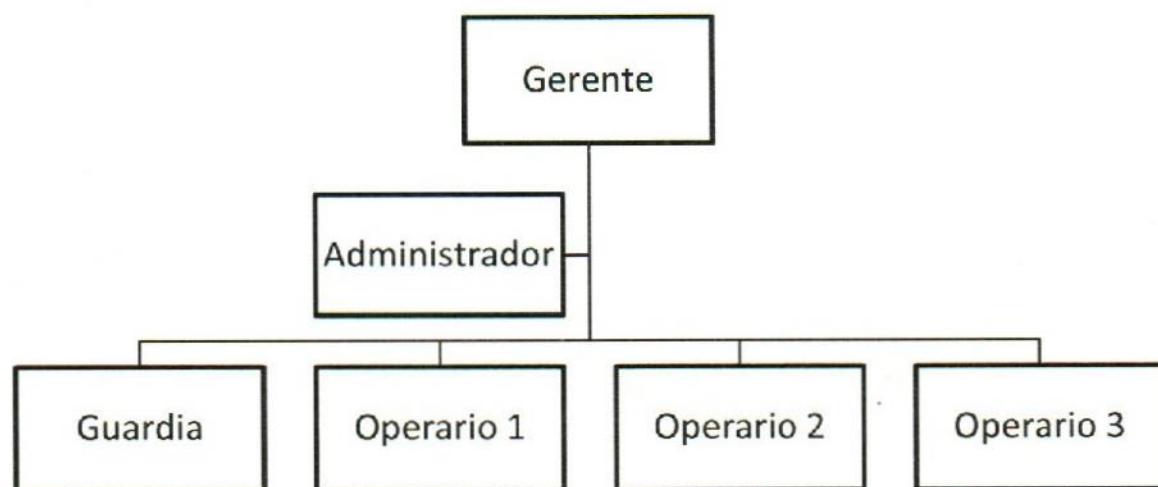 Gerente
Administrador
Guardia
Operario 1
Operario 2
Operario 3